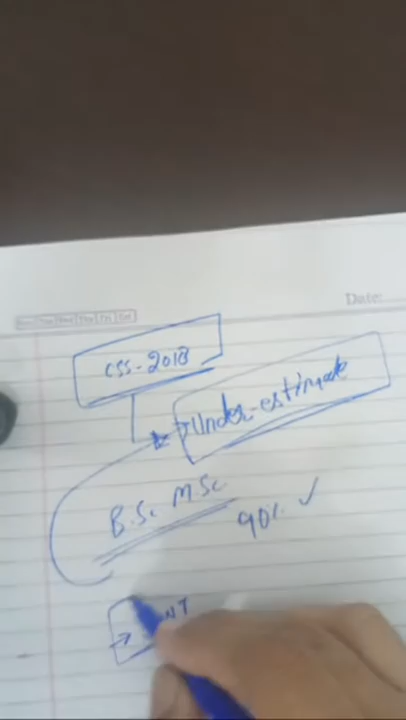 Date:
CSS-2018
Under-estimate
B.Sc M.Sc
90% ✓